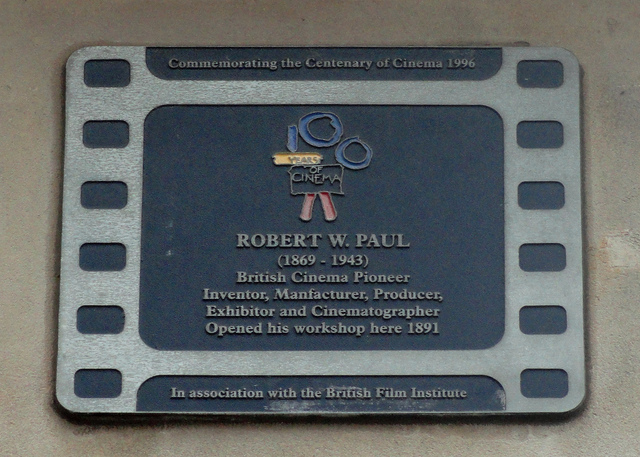 Commemorating the Centenary of Cinema 1996
100
YEARS
OF
CINEMA
ROBERT W. PAUL
(1869 - 1943)
British Cinema Pioneer
Inventor, Manfacturer, Producer,
Exhibitor and Cinematographer
Opened his workshop here 1891
In association with the British Film Institute